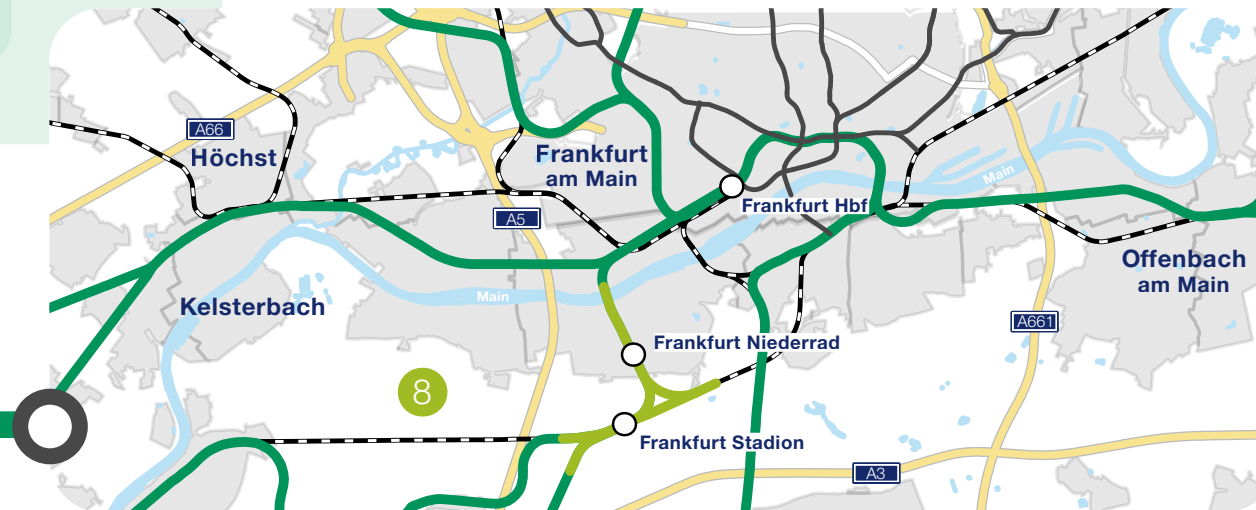 A66
Höchst
Frankfurt
am Main
Main
Frankfurt Hbf
A5
Offenbach
am Main
Kelsterbach
Main
A661
Frankfurt Niederrad
8
Frankfurt Stadion
A3